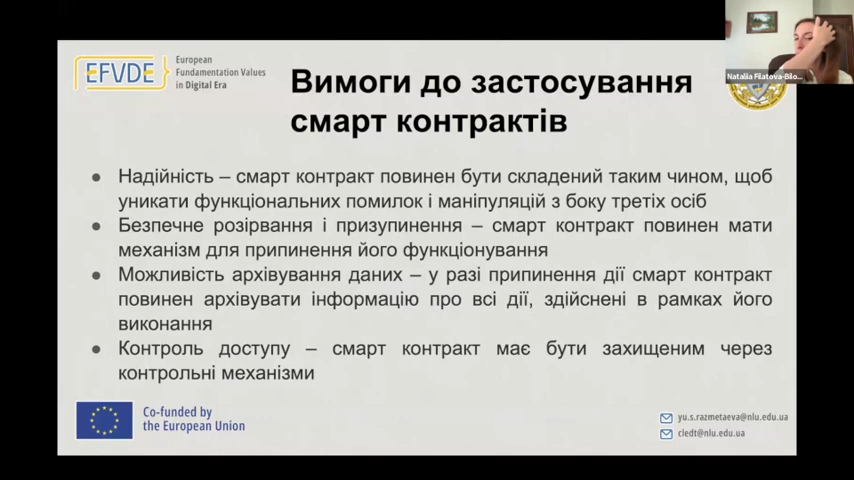 EFVDE
European
Fundamentation Values
in Digital Era
Вимоги до застосування
смарт контрактів
Nataliia Filatova-Bilo...
● Надійність – смарт контракт повинен бути складений таким чином, щоб
уникати функціональних помилок і маніпуляцій з боку третіх осіб
● Безпечне розірвання і призупинення – смарт контракт повинен мати
механізм для припинення його функціонування
● Можливість архівування даних – у разі припинення дії смарт контракт
повинен архівувати інформацію про всі дії, здійснені в рамках його
виконання
● Контроль доступу – смарт контракт має бути захищеним через
контрольні механізми
Co-funded by
the European Union
yu.s.razmetaeva@nlu.edu.ua
cledt@nlu.edu.ua